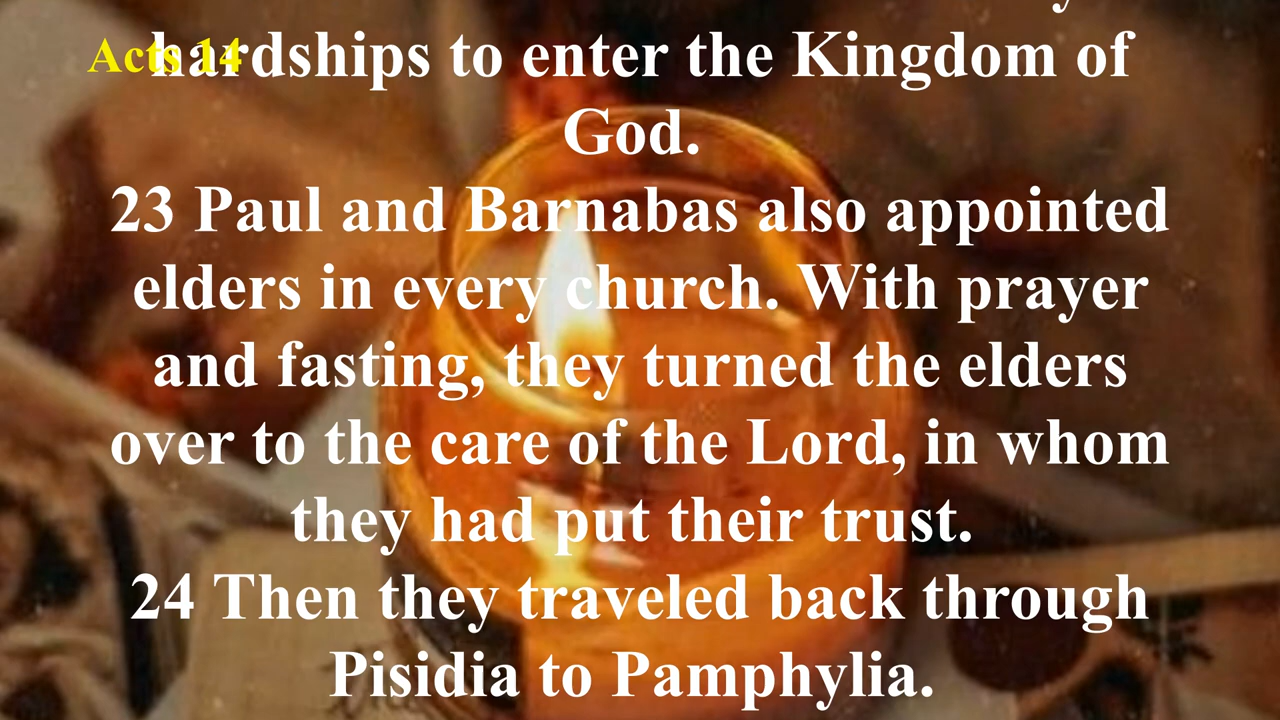 Acts 14
hardships to enter the Kingdom of
God.
23 Paul and Barnabas also appointed
elders in every church. With prayer
and fasting, they turned the elders
over to the care of the Lord, in whom
they had put their trust.
24 Then they traveled back through
Pisidia to Pamphylia.